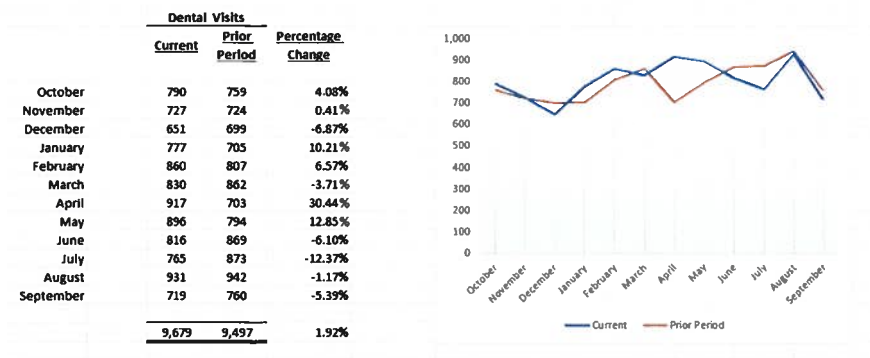 Dental Visits
Current Prior Period Percentage Change
October 790 759 4.08%
November 727 724 0.41%
December 651 699 -6.87%
January 777 705 10.21%
February 860 807 6.57%
March 830 862 -3.71%
April 917 703 30.44%
May 896 794 12.85%
June 816 869 -6.10%
July 765 873 -12.37%
August 931 942 -1.17%
September 719 760 -5.39%
9,679 9,497 1.92%
1,000
900
800
700
600
500
400
300
200
100
0
October November December January February March April May June July August September
Current Prior Period